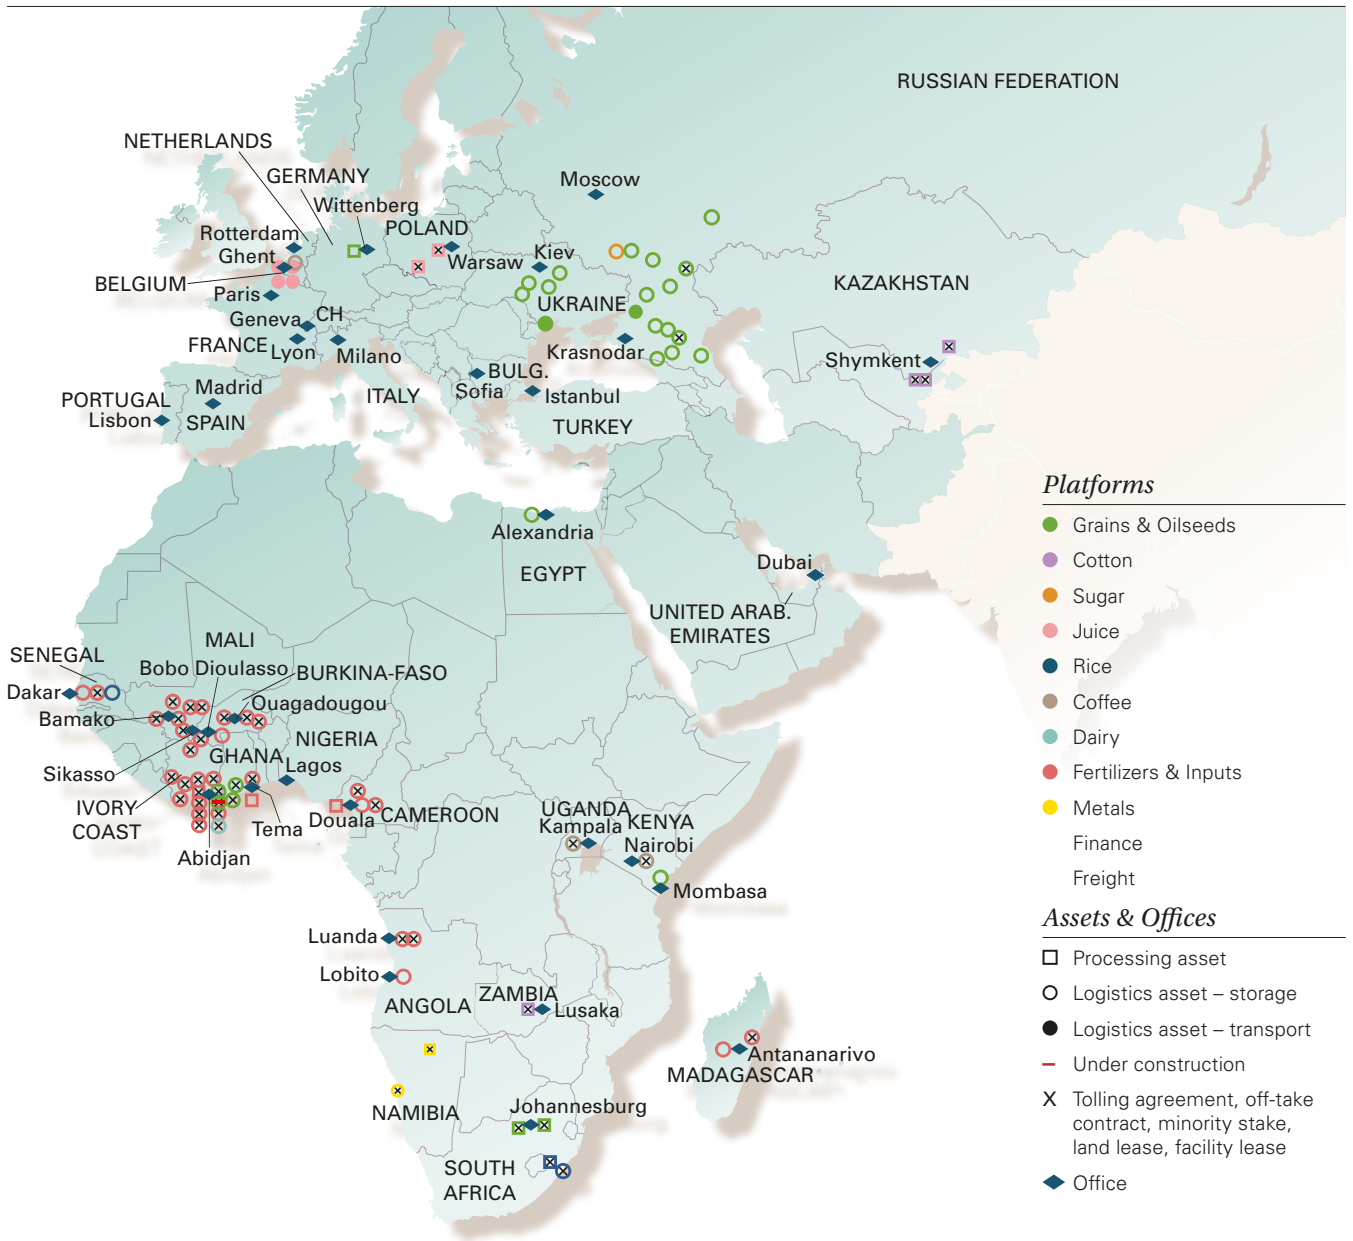 RUSSIAN FEDERATION
NETHERLANDS
GERMANY
Moscow
Wittenberg
POLAND
Rotterdam
Ghent
Warsaw
Kiev
BELGIUM
KAZAKHSTAN
Paris
UKRAINE
Geneva
CH
FRANCE
Lyon
Milano
Krasnodar
Shymkent
BULG.
Madrid
Sofia
ITALY
Istanbul
PORTUGAL
Lisbon
SPAIN
TURKEY
Alexandria
EGYPT
Dubai
UNITED ARAB.
EMIRATES
MALI
SENEGAL
Bobo Dioulasso
BURKINA-FASO
Dakar
Ouagadougou
Bamako
NIGERIA
GHANA
Lagos
Sikasso
IVORY
COAST
Tema
Douala
CAMEROON
Abidjan
UGANDA
Kampala
KENYA
Nairobi
Mombasa
Luanda
Lobito
ANGOLA
ZAMBIA
Lusaka
Antananarivo
MADAGASCAR
NAMIBIA
Johannesburg
SOUTH
AFRICA
Platforms
Grains & Oilseeds
Cotton
Sugar
Juice
Rice
Coffee
Dairy
Fertilizers & Inputs
Metals
Finance
Freight
Assets & Offices
Processing asset
Logistics asset – storage
Logistics asset – transport
Under construction
X Tolling agreement, off-take
contract, minority stake,
land lease, facility lease
Office